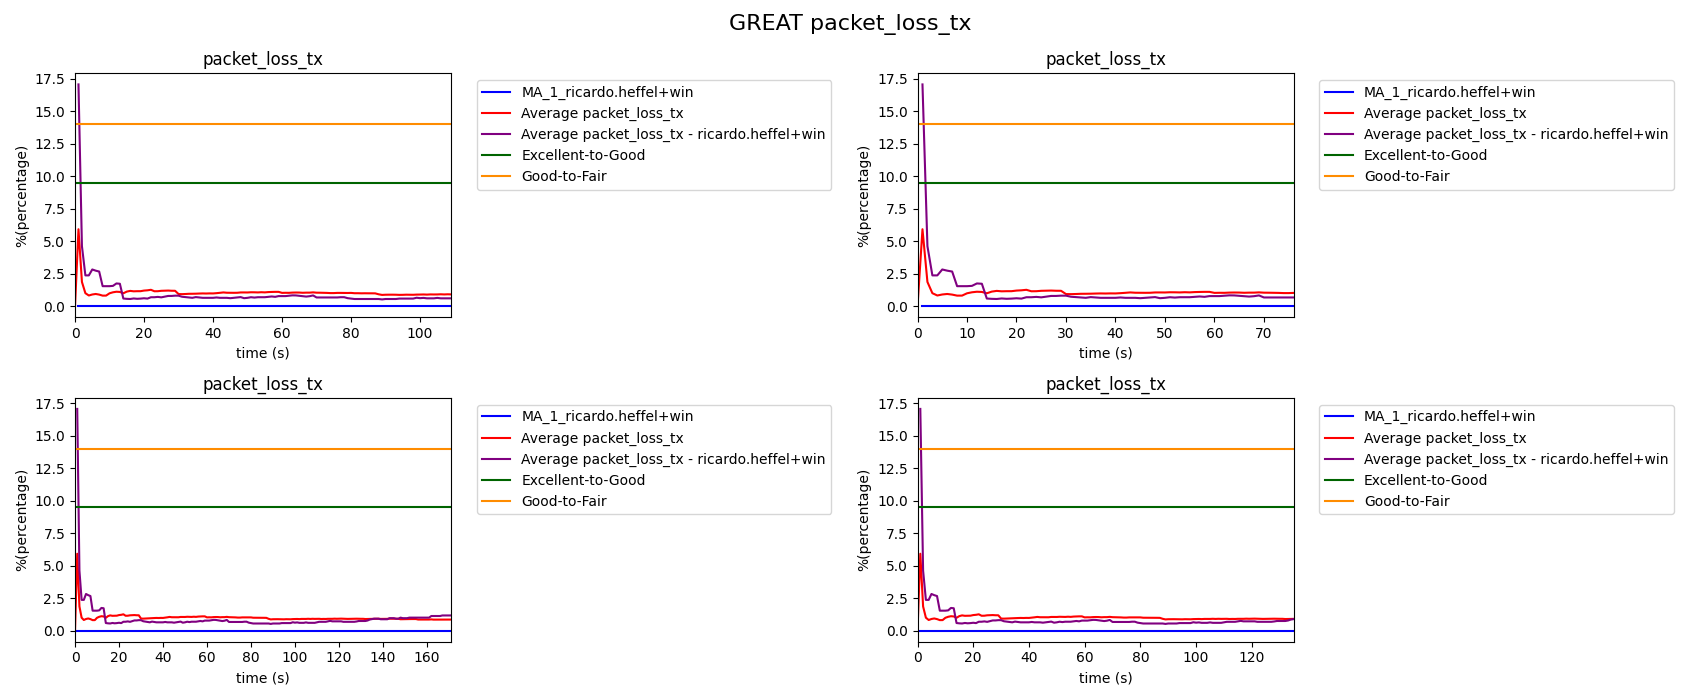 GREAT packet_loss_tx
packet_loss_tx
17.5
15.0
12.5
10.0
7.5
5.0
2.5
0.0
%(percentage)
0 20 40 60 80 100
time (s)
MA_1_ricardo.heffel+win
Average packet_loss_tx
Average packet_loss_tx - ricardo.heffel+win
Excellent-to-Good
Good-to-Fair
packet_loss_tx
17.5
15.0
12.5
10.0
7.5
5.0
2.5
0.0
%(percentage)
0 10 20 30 40 50 60 70
time (s)
MA_1_ricardo.heffel+win
Average packet_loss_tx
Average packet_loss_tx - ricardo.heffel+win
Excellent-to-Good
Good-to-Fair
packet_loss_tx
17.5
15.0
12.5
10.0
7.5
5.0
2.5
0.0
%(percentage)
0 20 40 60 80 100 120 140 160
time (s)
MA_1_ricardo.heffel+win
Average packet_loss_tx
Average packet_loss_tx - ricardo.heffel+win
Excellent-to-Good
Good-to-Fair
packet_loss_tx
17.5
15.0
12.5
10.0
7.5
5.0
2.5
0.0
%(percentage)
0 20 40 60 80 100 120
time (s)
MA_1_ricardo.heffel+win
Average packet_loss_tx
Average packet_loss_tx - ricardo.heffel+win
Excellent-to-Good
Good-to-Fair